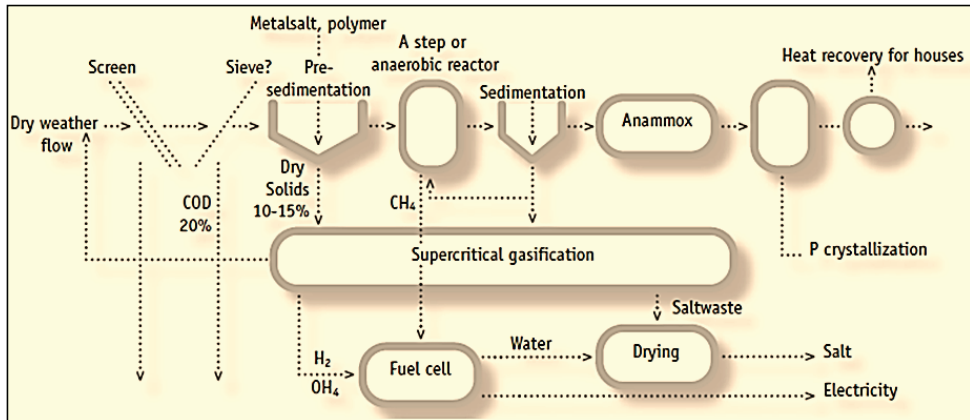 Metalsalt, polymer
Screen
Sieve?
Pre-
sedimentation
A step or
anaerobic reactor
Sedimentation
Heat recovery for houses
Dry weather
flow
Anammox
Dry
Solids
10-15%
COD
20%
CH4
Supercritical gasification
P crystallization
Saltwaste
H2
OH4
Fuel cell
Water
Drying
Salt
Electricity